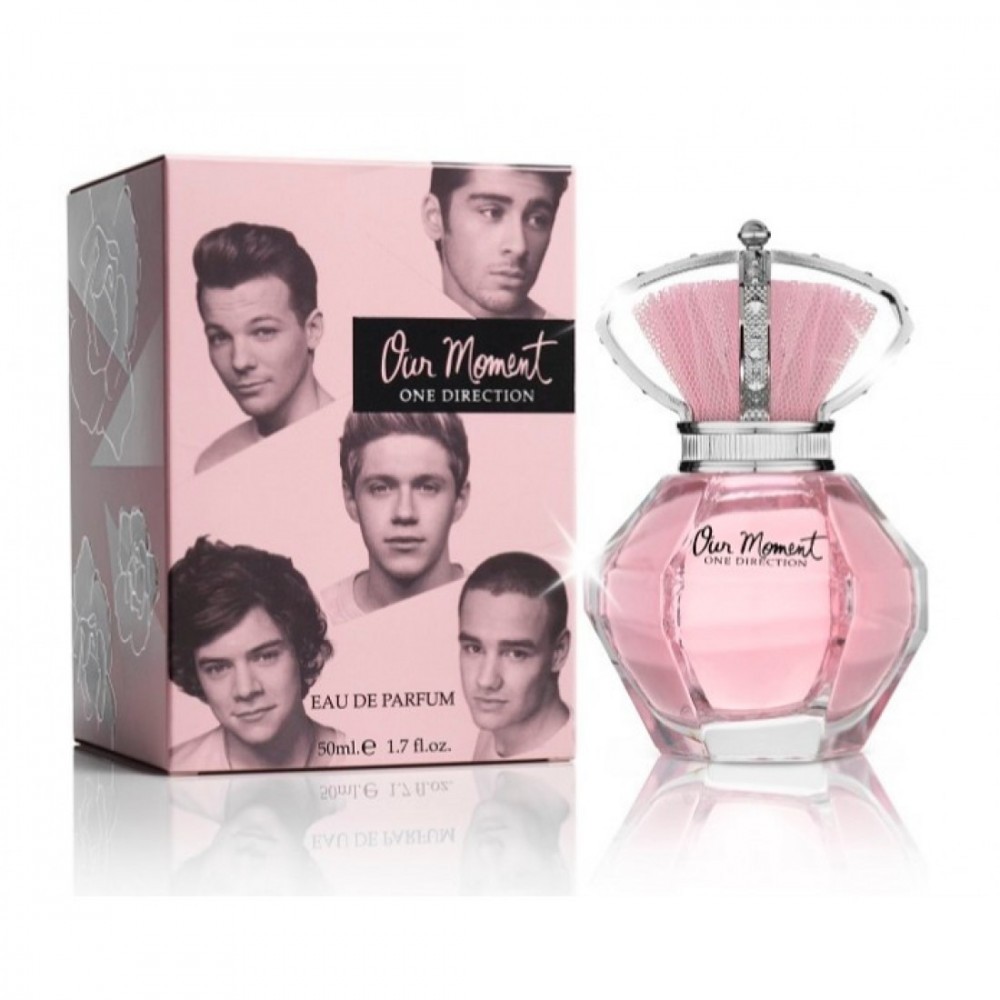 Our Moment
ONE DIRECTION
EAU DE PARFUM
50ml.e 1.7 fl.oz.
Our Moment
ONE DIRECTION